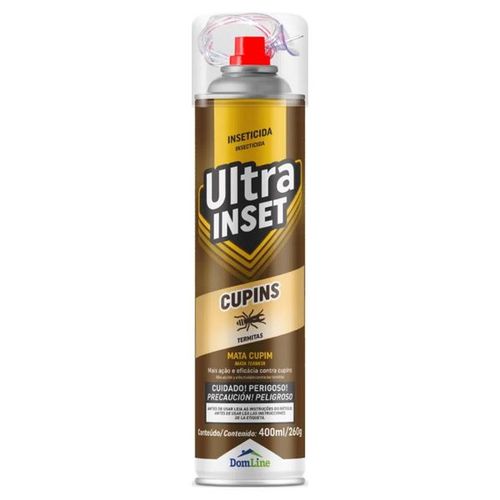 INSETICIDA
INSECTICIDA
Ultra
INSET
CUPINS
TERMITAS
MATA CUPIM
MATA TERMITA
Mais ação e eficácia contra cupins
CUIDADO! PERIGOSO!
PRECAUCIÓN! PELIGROSO
ANTES DE USAR LEIA AS INSTRUÇÕES DO RÓTULO
ANTES DE USAR LEA LAS INSTRUCCIONES
DE LA ETIQUETA
Conteúdo/Contenido: 400ml/260g
DomLine